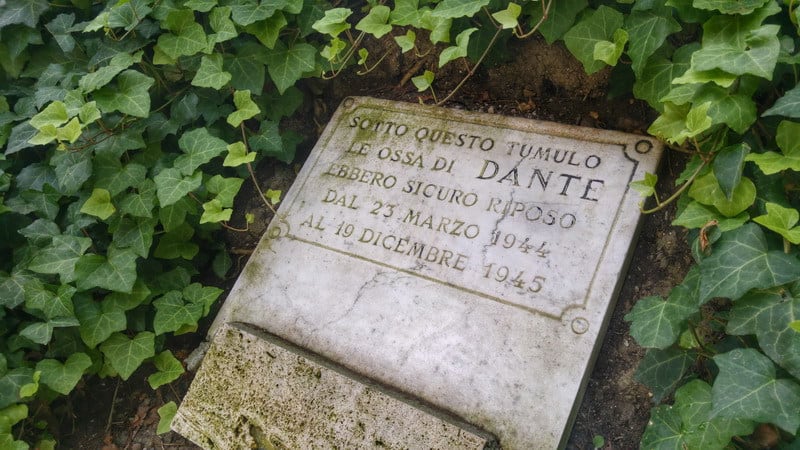 SOTTO QUESTO TUMULO
LE OSSA DI DANTE
EBBERO SICURO RIPOSO
DAL 23 MARZO 1944
AL 19 DICEMBRE 1945